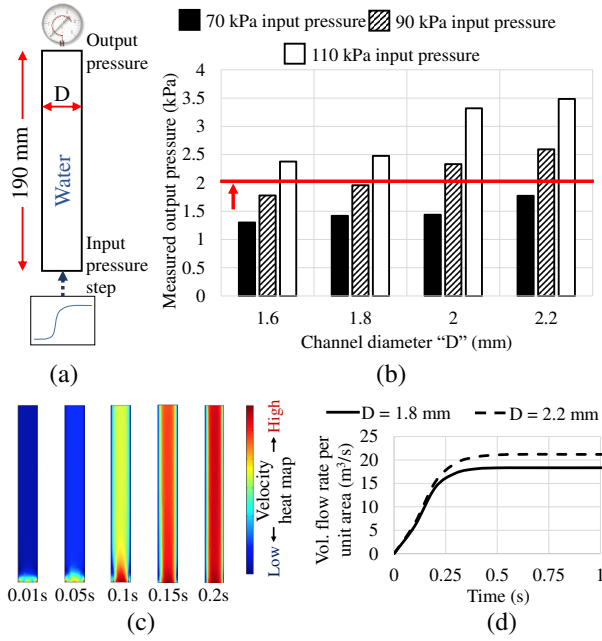 Output
pressure
D
190 mm
Water
Input
pressure
step
(a)
70 kPa input pressure
90 kPa input pressure
110 kPa input pressure
Measured output pressure (kPa)
4
3.5
3
2.5
2
1.5
1
0.5
0
1.6
1.8
2
2.2
Channel diameter “D” (mm)
(b)
0.01s
0.05s
0.1s
0.15s
0.2s
Low
High
Velocity
heat map
(c)
D = 1.8 mm
D = 2.2 mm
Vol. flow rate per
unit area (m³/s)
25
20
15
10
5
0
0
0.25
0.5
0.75
1
Time (s)
(d)